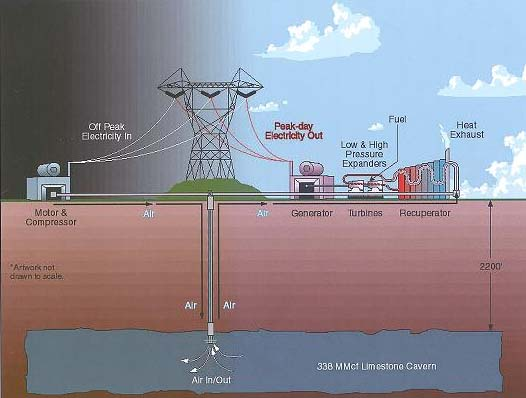 Off Peak
Electricity In
Peak-day
Electricity Out
Fuel
Low & High
Pressure
Expanders
Heat
Exhaust
Motor &
Compressor
Air
Air
Generator
Turbines
Recuperator
*Artwork not
drawn to scale.
2200'
Air
Air
338 MMcf Limestone Cavern
Air In/Out